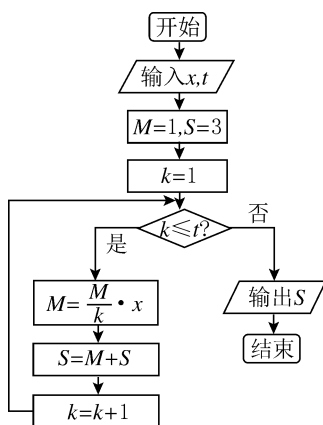 开始
输入x,t
M=1,S=3
k=1
k≤t?
否
是
M=M/k·x
输出S
S=M+S
结束
k=k+1